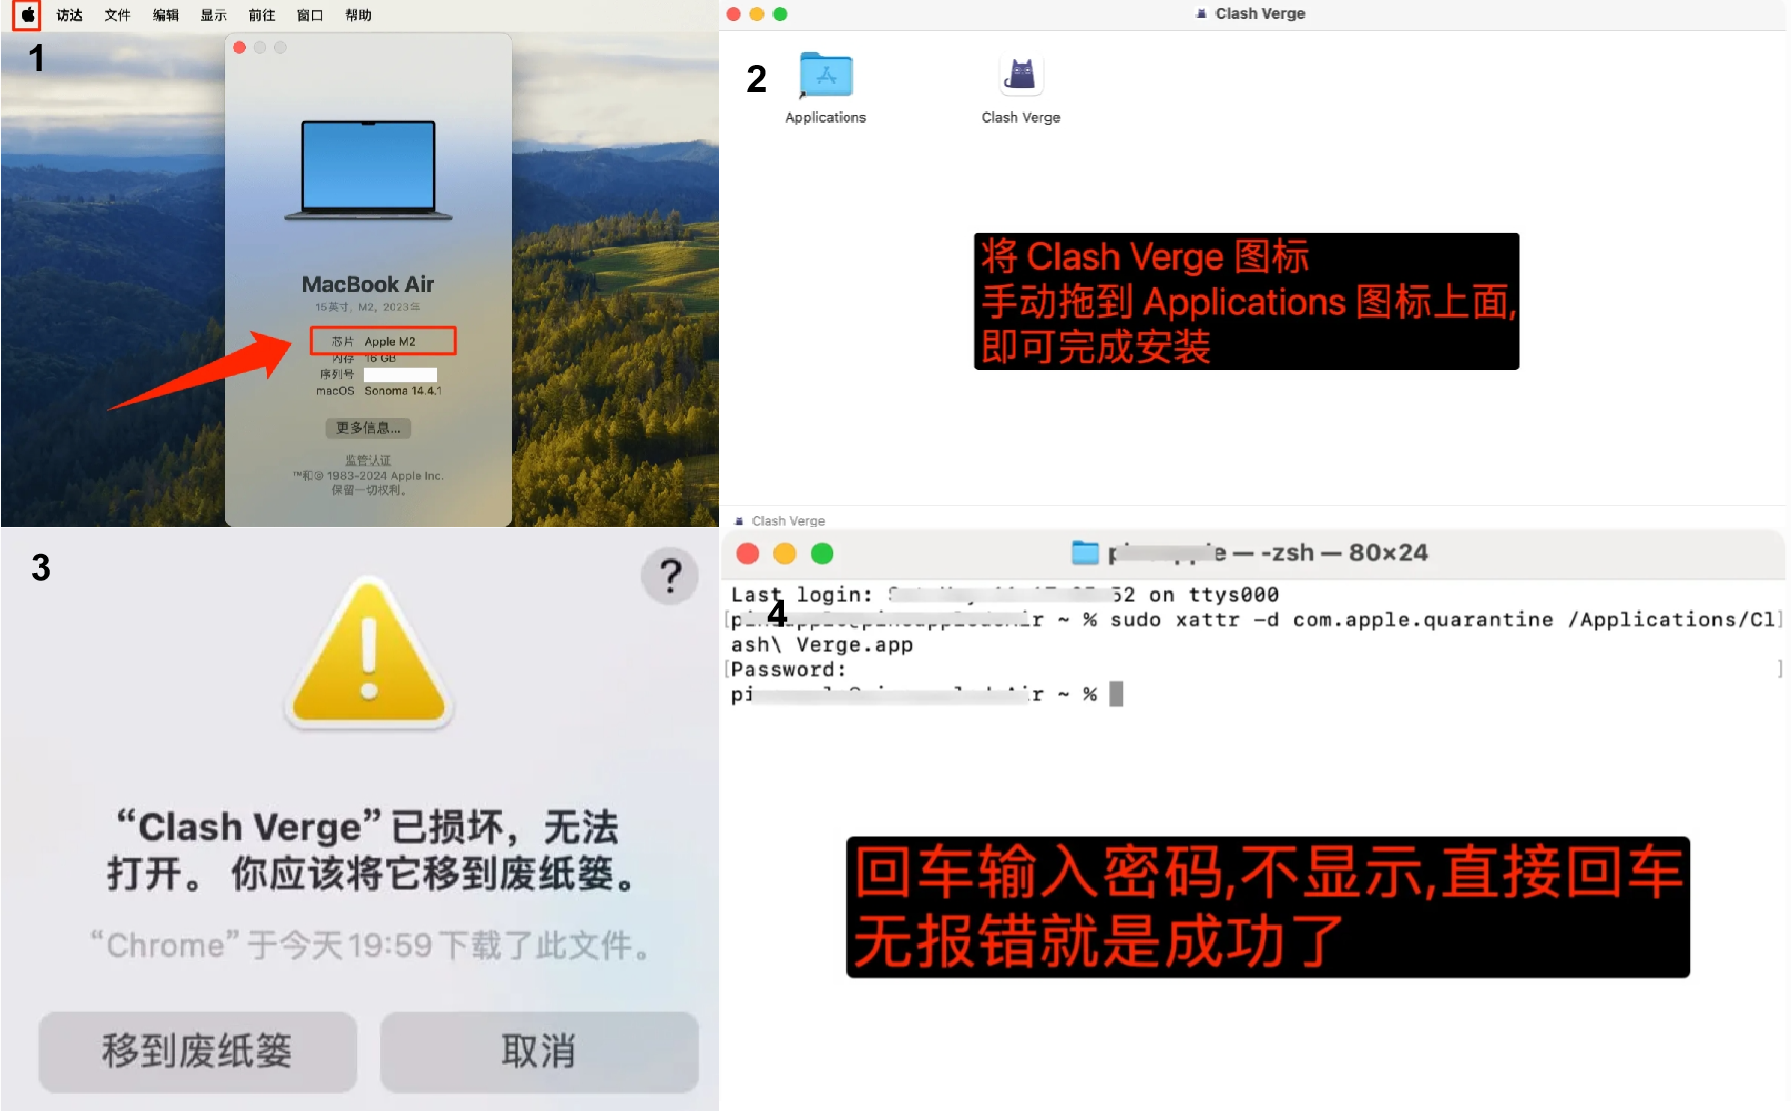 访达 文件 编辑 显示 前往 窗口 帮助
1
MacBook Air
15英寸, M2, 2023年
芯片 Apple M2
内存 16 GB
序列号
macOS Sonoma 14.4.1
更多信息...
监管认证
™和© 1983-2024 Apple Inc.
保留一切权利。
Clash Verge
2
Applications
Clash Verge
将 Clash Verge 图标
手动拖到 Applications 图标上面,
即可完成安装
Clash Verge
3
?
“Clash Verge”已损坏，无法
打开。 你应该将它移到废纸篓。
“Chrome”于今天19:59下载了此文件。
移到废纸篓
取消
— -zsh — 80×24
Last login: 52 on ttys000
4
~ % sudo xattr -d com.apple.quarantine /Applications/Cl
ash\ Verge.app
Password:
~ %
回车输入密码,不显示,直接回车
无报错就是成功了